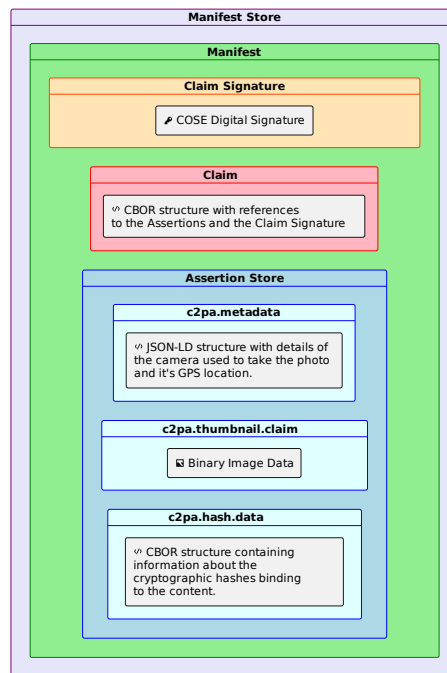 Manifest Store
Manifest
Claim Signature
COSE Digital Signature
Claim
CBOR structure with references
to the Assertions and the Claim Signature
Assertion Store
c2pa.metadata
JSON-LD structure with details of
the camera used to take the photo
and it's GPS location.
c2pa.thumbnail.claim
Binary Image Data
c2pa.hash.data
CBOR structure containing
information about the
cryptographic hashes binding
to the content.